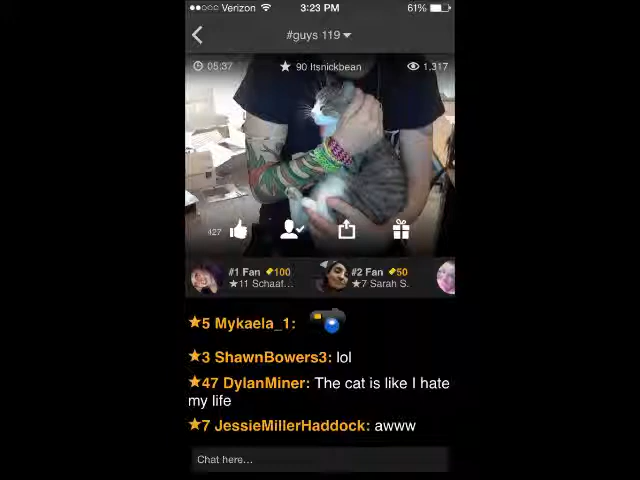 Verizon 3:23 PM 61%
#guys 119
05:37 90 Itsnickbean 1,317
427
#1 Fan 100 #2 Fan 50
11 Schaaf... 7 Sarah S.
5 Mykaela_1:
3 ShawnBowers3: lol
47 DylanMiner: The cat is like I hate
my life
7 JessieMillerHaddock: awww
Chat here...